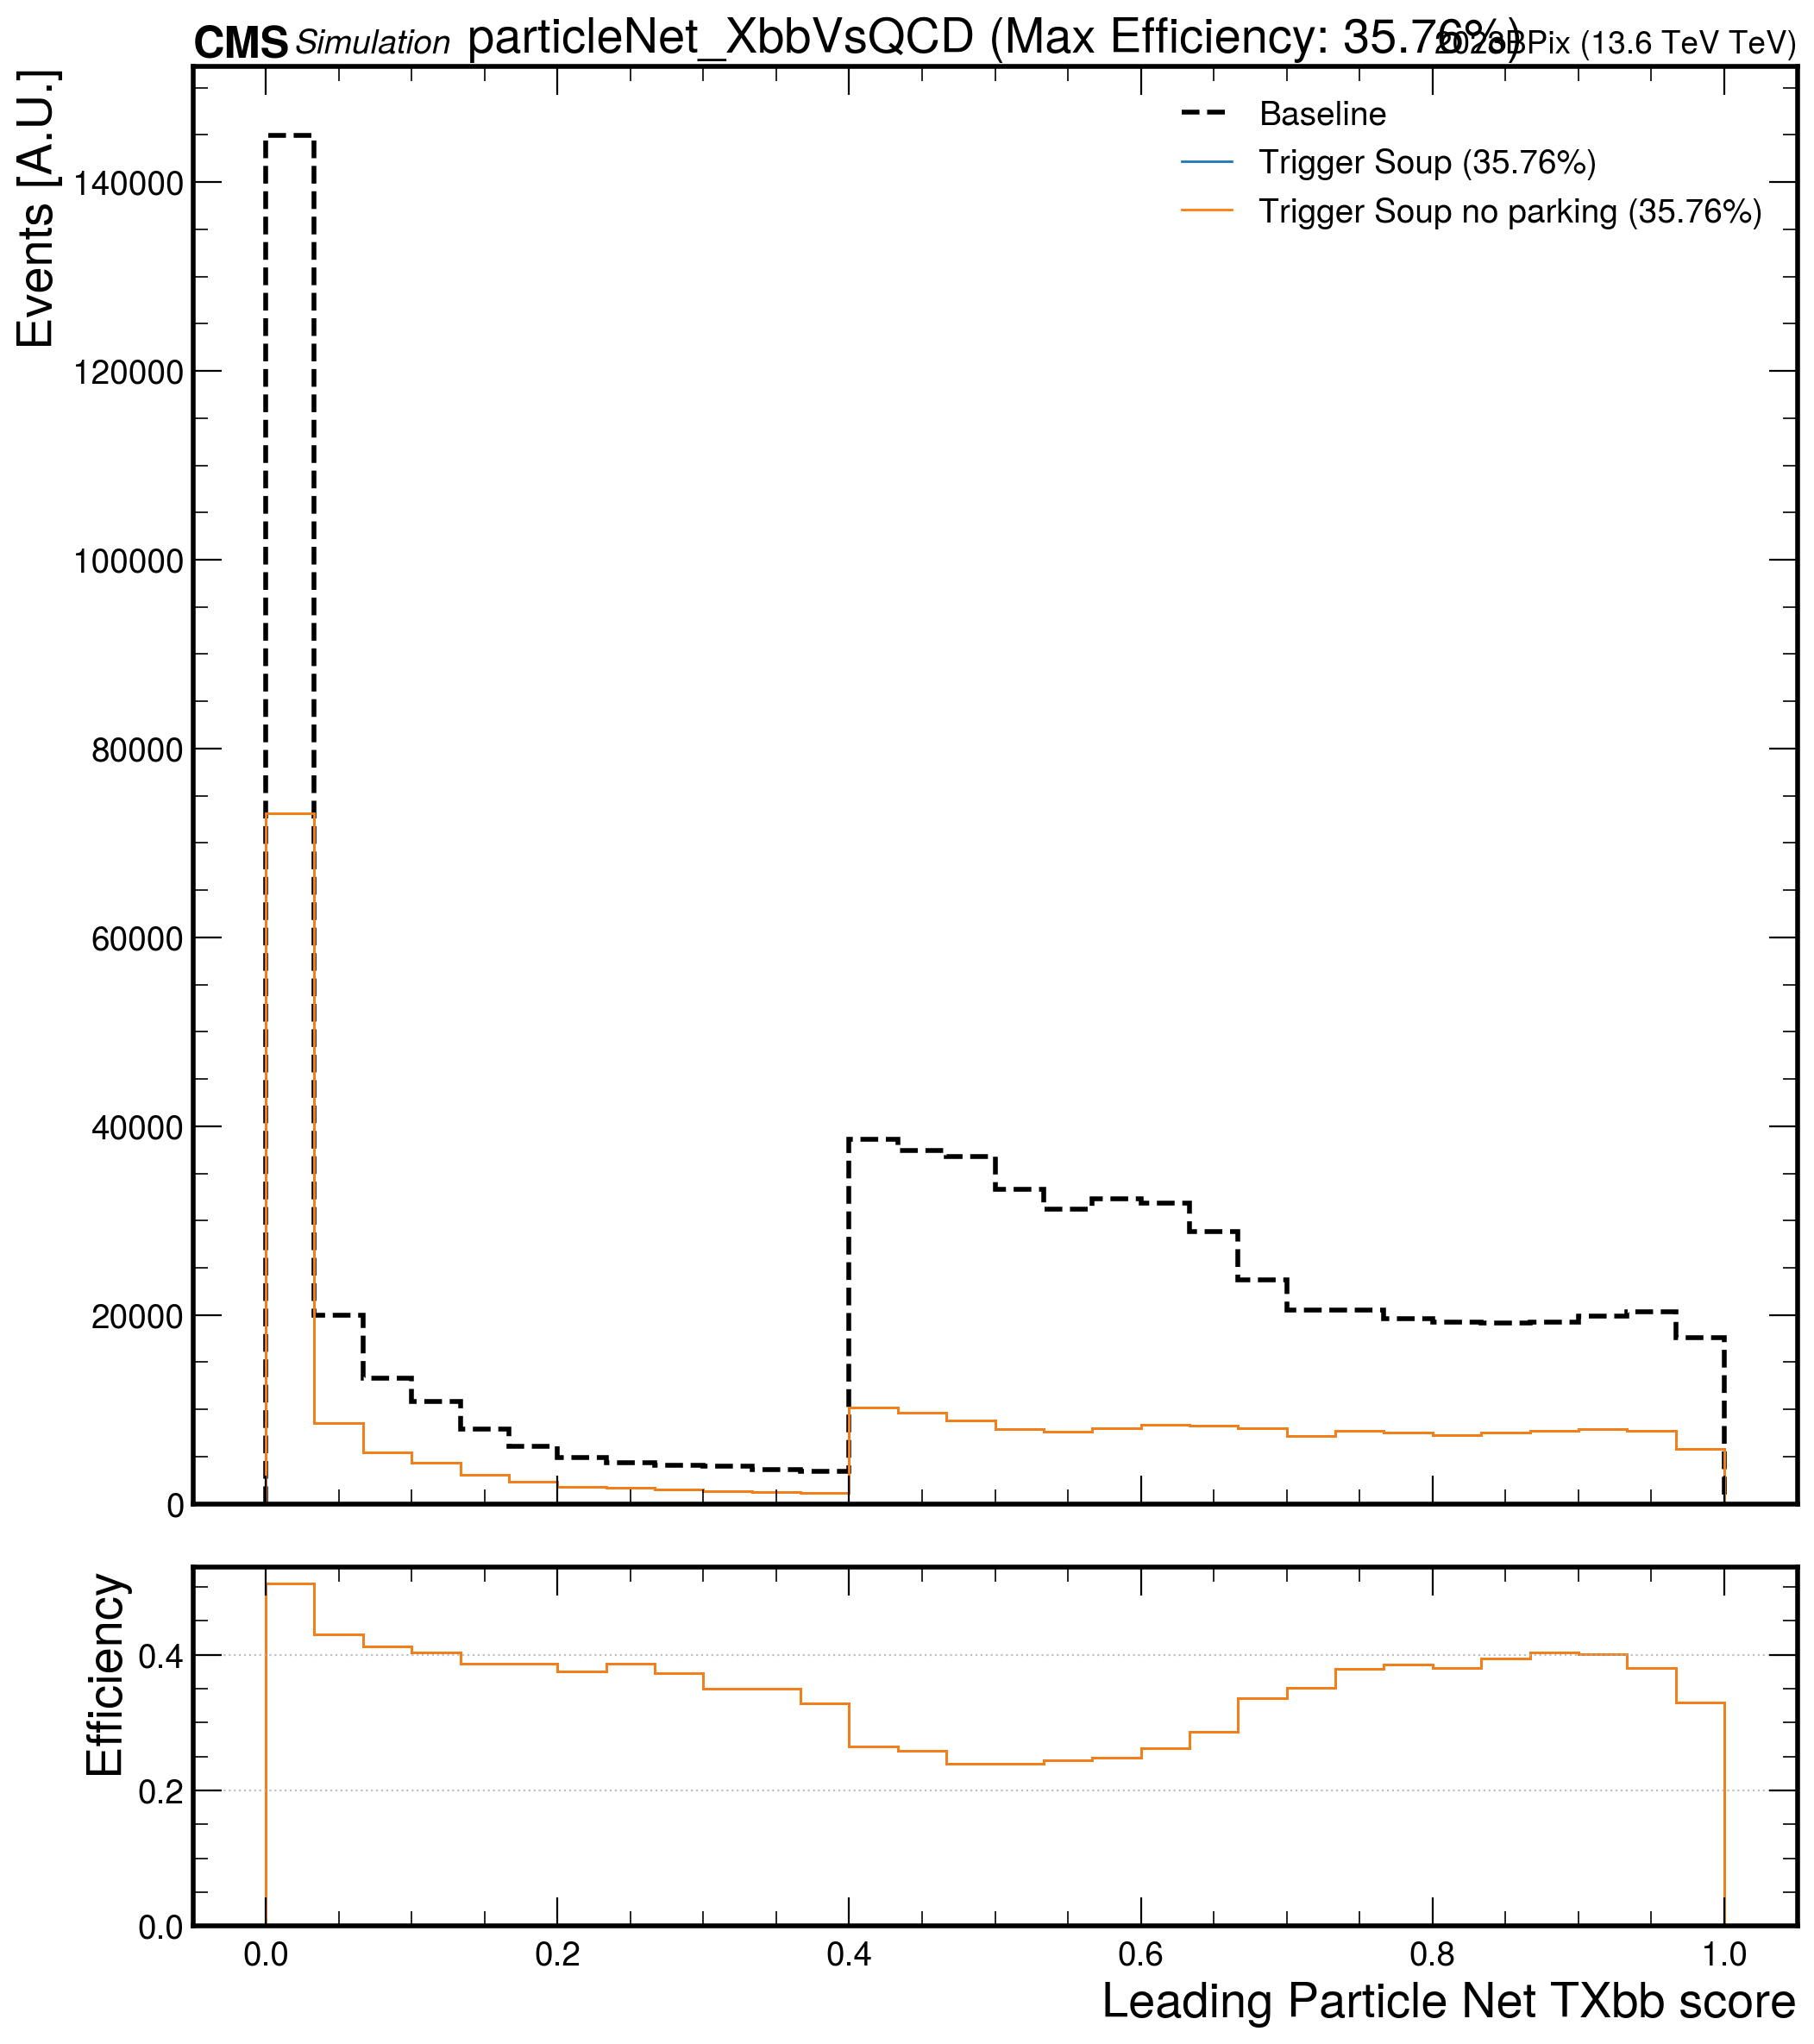 CMS Simulation particleNet_XbbVsQCD (Max Efficiency: 35.76%) 2023BPix (13.6 TeV TeV)
Events [A.U.]
Baseline
Trigger Soup (35.76%)
Trigger Soup no parking (35.76%)
140000
120000
100000
80000
60000
40000
20000
0
Efficiency
0.4
0.2
0.0
0.0 0.2 0.4 0.6 0.8 1.0
Leading Particle Net TXbb score